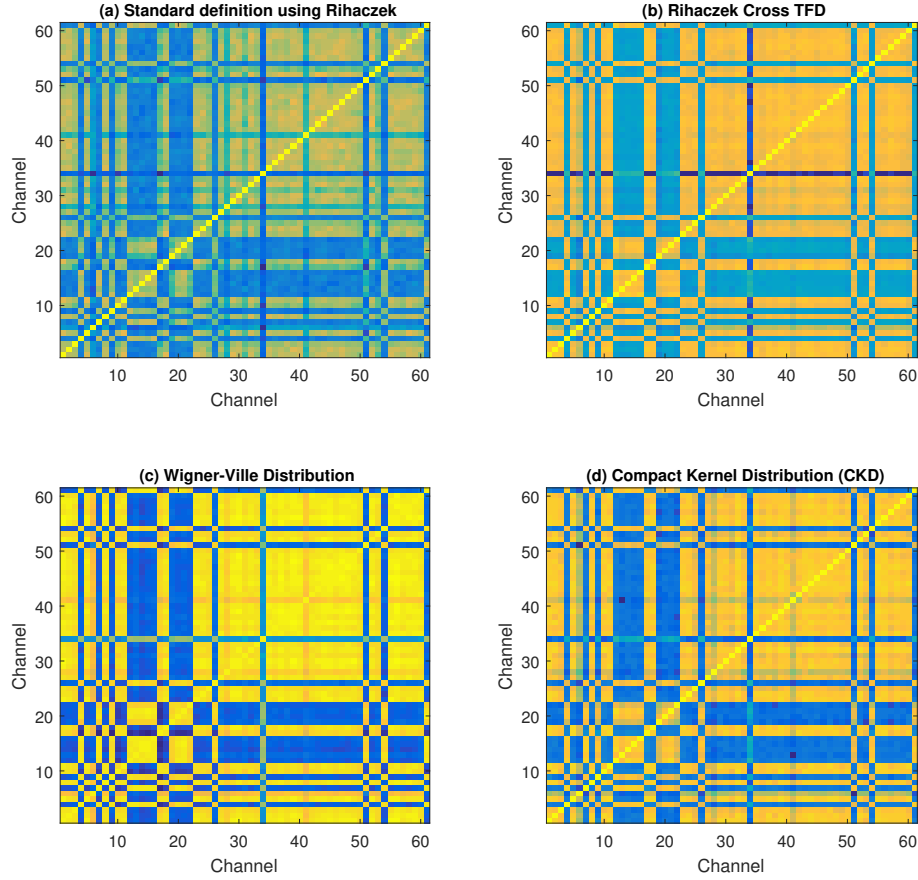 (a) Standard definition using Rihaczek
(b) Rihaczek Cross TFD
60
50
40
30
20
10
Channel
10 20 30 40 50 60
Channel
60
50
40
30
20
10
Channel
10 20 30 40 50 60
Channel
(c) Wigner-Ville Distribution
(d) Compact Kernel Distribution (CKD)
60
50
40
30
20
10
Channel
10 20 30 40 50 60
Channel
60
50
40
30
20
10
Channel
10 20 30 40 50 60
Channel